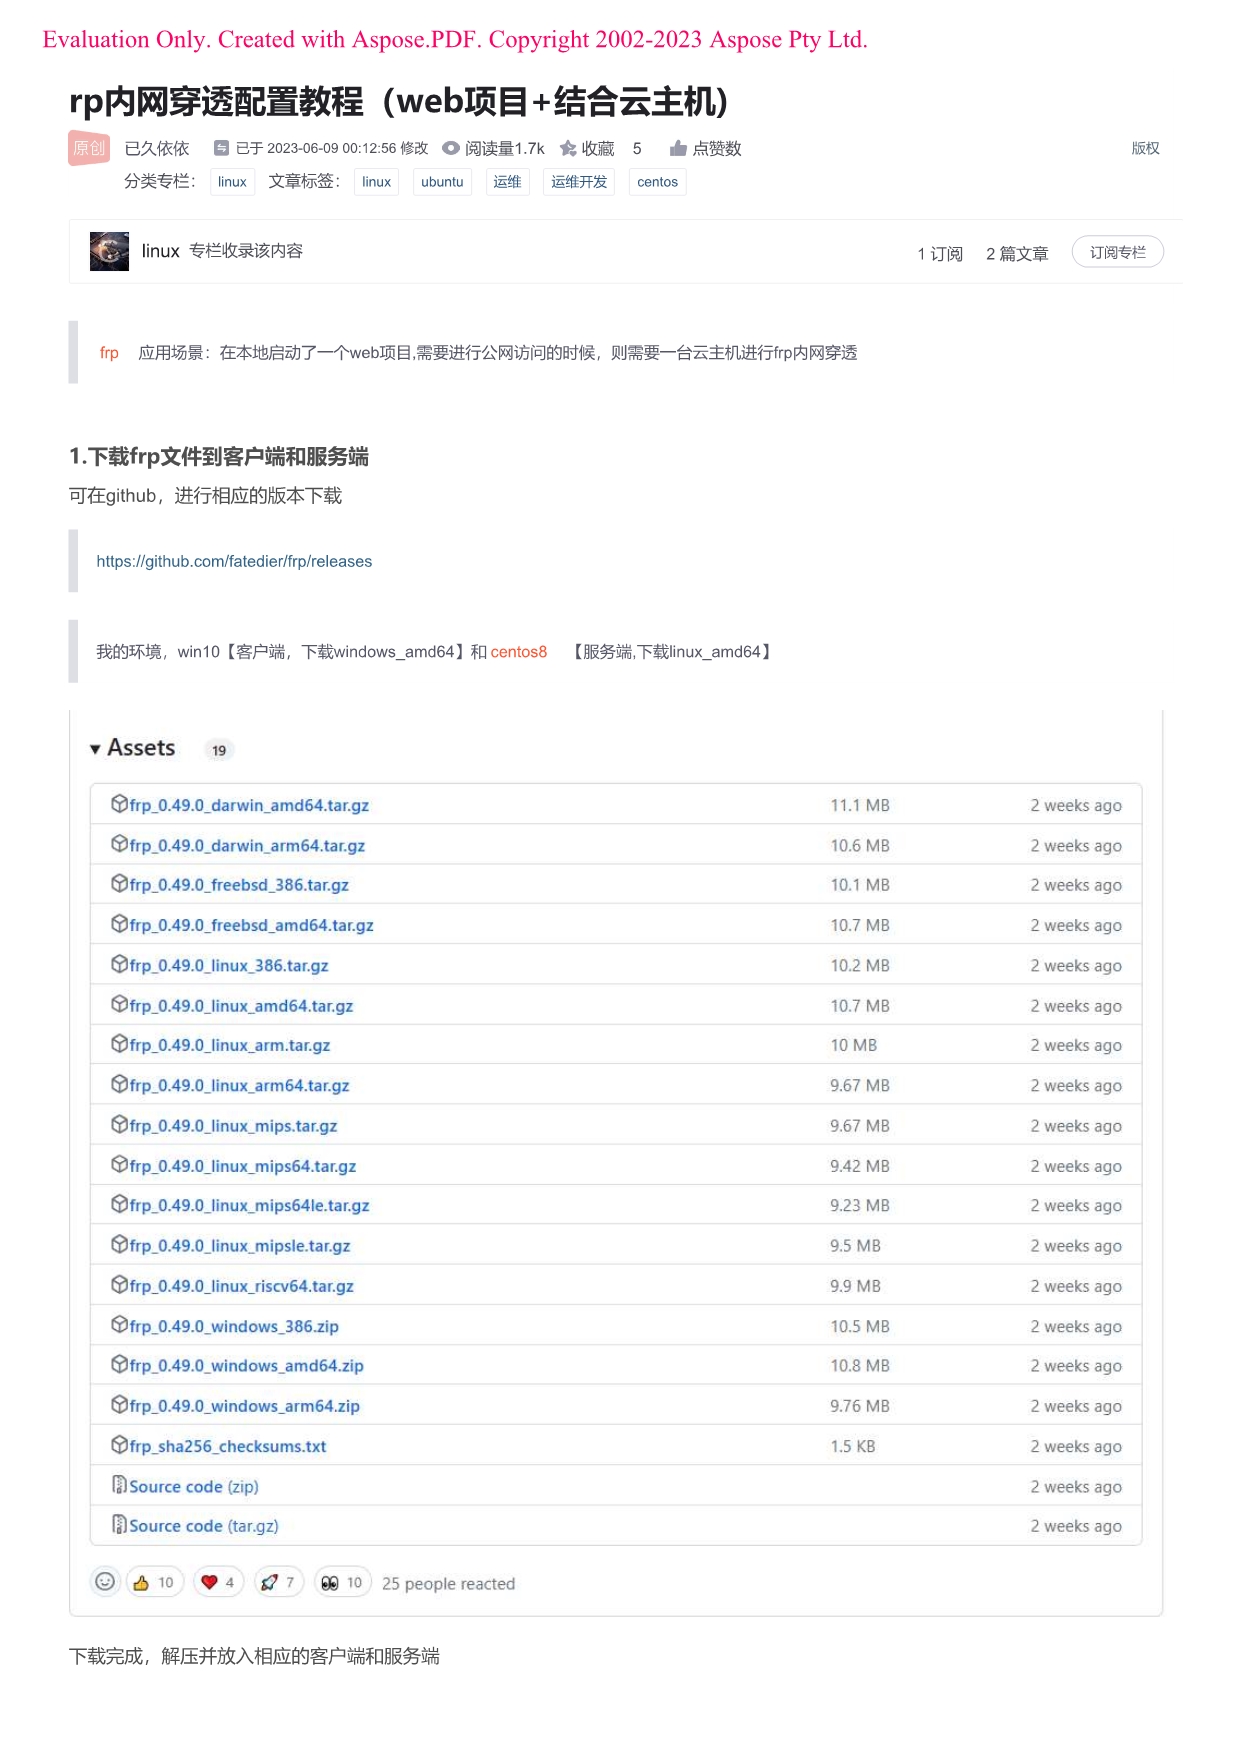 Evaluation Only. Created with Aspose.PDF. Copyright 2002-2023 Aspose Pty Ltd.
rp内网穿透配置教程（web项目+结合云主机)
原创 已久依依 已于 2023-06-09 00:12:56 修改 阅读量1.7k 收藏 5 点赞数 版权
分类专栏： linux 文章标签： linux ubuntu 运维 运维开发 centos
linux 专栏收录该内容 1 订阅 2 篇文章 订阅专栏
frp 应用场景：在本地启动了一个web项目,需要进行公网访问的时候，则需要一台云主机进行frp内网穿透
1.下载frp文件到客户端和服务端
可在github，进行相应的版本下载
https://github.com/fatedier/frp/releases
我的环境，win10【客户端，下载windows_amd64】和 centos8 【服务端,下载linux_amd64】
Assets 19
frp_0.49.0_darwin_amd64.tar.gz 11.1 MB 2 weeks ago
frp_0.49.0_darwin_arm64.tar.gz 10.6 MB 2 weeks ago
frp_0.49.0_freebsd_386.tar.gz 10.1 MB 2 weeks ago
frp_0.49.0_freebsd_amd64.tar.gz 10.7 MB 2 weeks ago
frp_0.49.0_linux_386.tar.gz 10.2 MB 2 weeks ago
frp_0.49.0_linux_amd64.tar.gz 10.7 MB 2 weeks ago
frp_0.49.0_linux_arm.tar.gz 10 MB 2 weeks ago
frp_0.49.0_linux_arm64.tar.gz 9.67 MB 2 weeks ago
frp_0.49.0_linux_mips.tar.gz 9.67 MB 2 weeks ago
frp_0.49.0_linux_mips64.tar.gz 9.42 MB 2 weeks ago
frp_0.49.0_linux_mips64le.tar.gz 9.23 MB 2 weeks ago
frp_0.49.0_linux_mipsle.tar.gz 9.5 MB 2 weeks ago
frp_0.49.0_linux_riscv64.tar.gz 9.9 MB 2 weeks ago
frp_0.49.0_windows_386.zip 10.5 MB 2 weeks ago
frp_0.49.0_windows_amd64.zip 10.8 MB 2 weeks ago
frp_0.49.0_windows_arm64.zip 9.76 MB 2 weeks ago
frp_sha256_checksums.txt 1.5 KB 2 weeks ago
Source code (zip) 2 weeks ago
Source code (tar.gz) 2 weeks ago
10 4 7 10 25 people reacted
下载完成，解压并放入相应的客户端和服务端